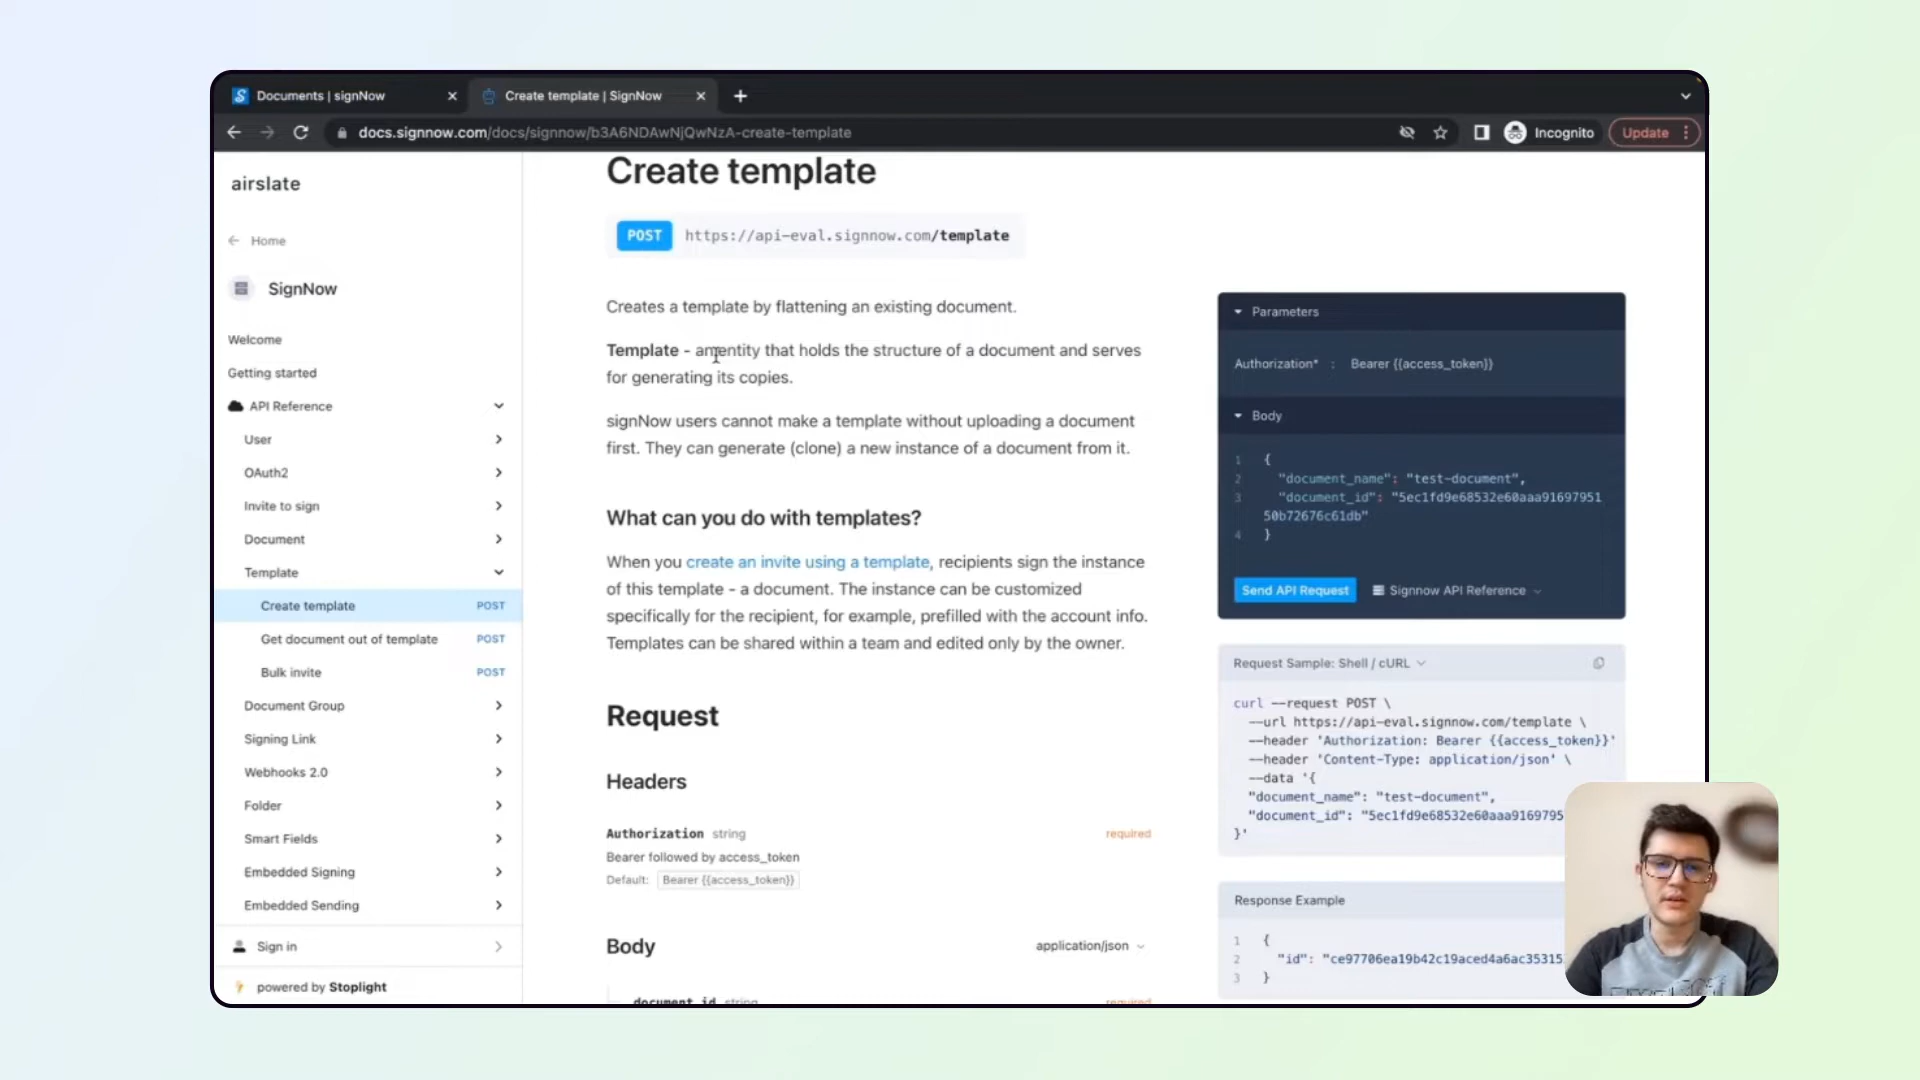 Documents | signNow
Create template | SignNow
docs.signnow.com/docs/signnow/b3A6NDAwNjQwNzA-create-template
Incognito
Update
airslate
Home
SignNow
Welcome
Getting started
API Reference
User
OAuth2
Invite to sign
Document
Template
Create template POST
Get document out of template POST
Bulk invite POST
Document Group
Signing Link
Webhooks 2.0
Folder
Smart Fields
Embedded Signing
Embedded Sending
Sign in
powered by Stoplight
Create template
POST https://api-eval.signnow.com/template
Creates a template by flattening an existing document.
Template - an entity that holds the structure of a document and serves
for generating its copies.
signNow users cannot make a template without uploading a document
first. They can generate (clone) a new instance of a document from it.
What can you do with templates?
When you create an invite using a template, recipients sign the instance
of this template - a document. The instance can be customized
specifically for the recipient, for example, prefilled with the account info.
Templates can be shared within a team and edited only by the owner.
Request
Headers
Authorization string required
Bearer followed by access_token
Default: Bearer {{access_token}}
Body application/json
document_id string required
Parameters
Authorization* : Bearer {{access_token}}
Body
1 {
2 "document_name": "test-document",
3 "document_id": "5ec1fd9e68532e60aaa91697951
50b72676c61db"
4 }
Send API Request Signnow API Reference
Request Sample: Shell / cURL
curl --request POST \
--url https://api-eval.signnow.com/template \
--header 'Authorization: Bearer {{access_token}}'
--header 'Content-Type: application/json' \
--data '{
"document_name": "test-document",
"document_id": "5ec1fd9e68532e60aaa9169795
}'
Response Example
1 {
2 "id": "ce97706ea19b42c19aced4a6ac35315
3 }